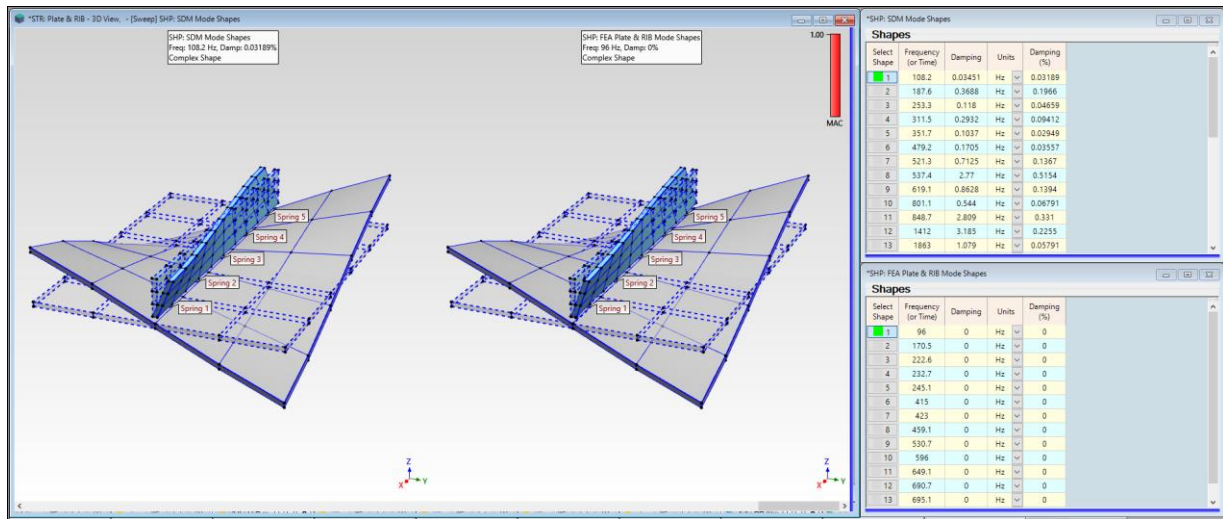 *STR: Plate & RIB - 3D View, - [Sweep] SHP: SDM Mode Shapes
SHP: SDM Mode Shapes
Freq: 108.2 Hz, Damp: 0.03189%
Complex Shape
SHP: FEA Plate & RIB Mode Shapes
Freq: 96 Hz, Damp: 0%
Complex Shape
1.00
MAC
Spring 5
Spring 4
Spring 3
Spring 2
Spring 1
Spring 5
Spring 4
Spring 3
Spring 2
Spring 1
Z
X
Y
Z
X
Y
*SHP: SDM Mode Shapes
Shapes
Select Shape Frequency (or Time) Damping Units Damping (%)
1 108.2 0.03451 Hz 0.03189
2 187.6 0.3688 Hz 0.1966
3 253.3 0.118 Hz 0.04659
4 311.5 0.2932 Hz 0.09412
5 351.7 0.1037 Hz 0.02949
6 479.2 0.1705 Hz 0.03557
7 521.3 0.7125 Hz 0.1367
8 537.4 2.77 Hz 0.5154
9 619.1 0.8628 Hz 0.1394
10 801.1 0.544 Hz 0.06791
11 848.7 2.809 Hz 0.331
12 1412 3.185 Hz 0.2255
13 1863 1.079 Hz 0.05791
*SHP: FEA Plate & RIB Mode Shapes
Shapes
Select Shape Frequency (or Time) Damping Units Damping (%)
1 96 0 Hz 0
2 170.5 0 Hz 0
3 222.6 0 Hz 0
4 232.7 0 Hz 0
5 245.1 0 Hz 0
6 415 0 Hz 0
7 423 0 Hz 0
8 459.1 0 Hz 0
9 530.7 0 Hz 0
10 596 0 Hz 0
11 649.1 0 Hz 0
12 690.7 0 Hz 0
13 695.1 0 Hz 0